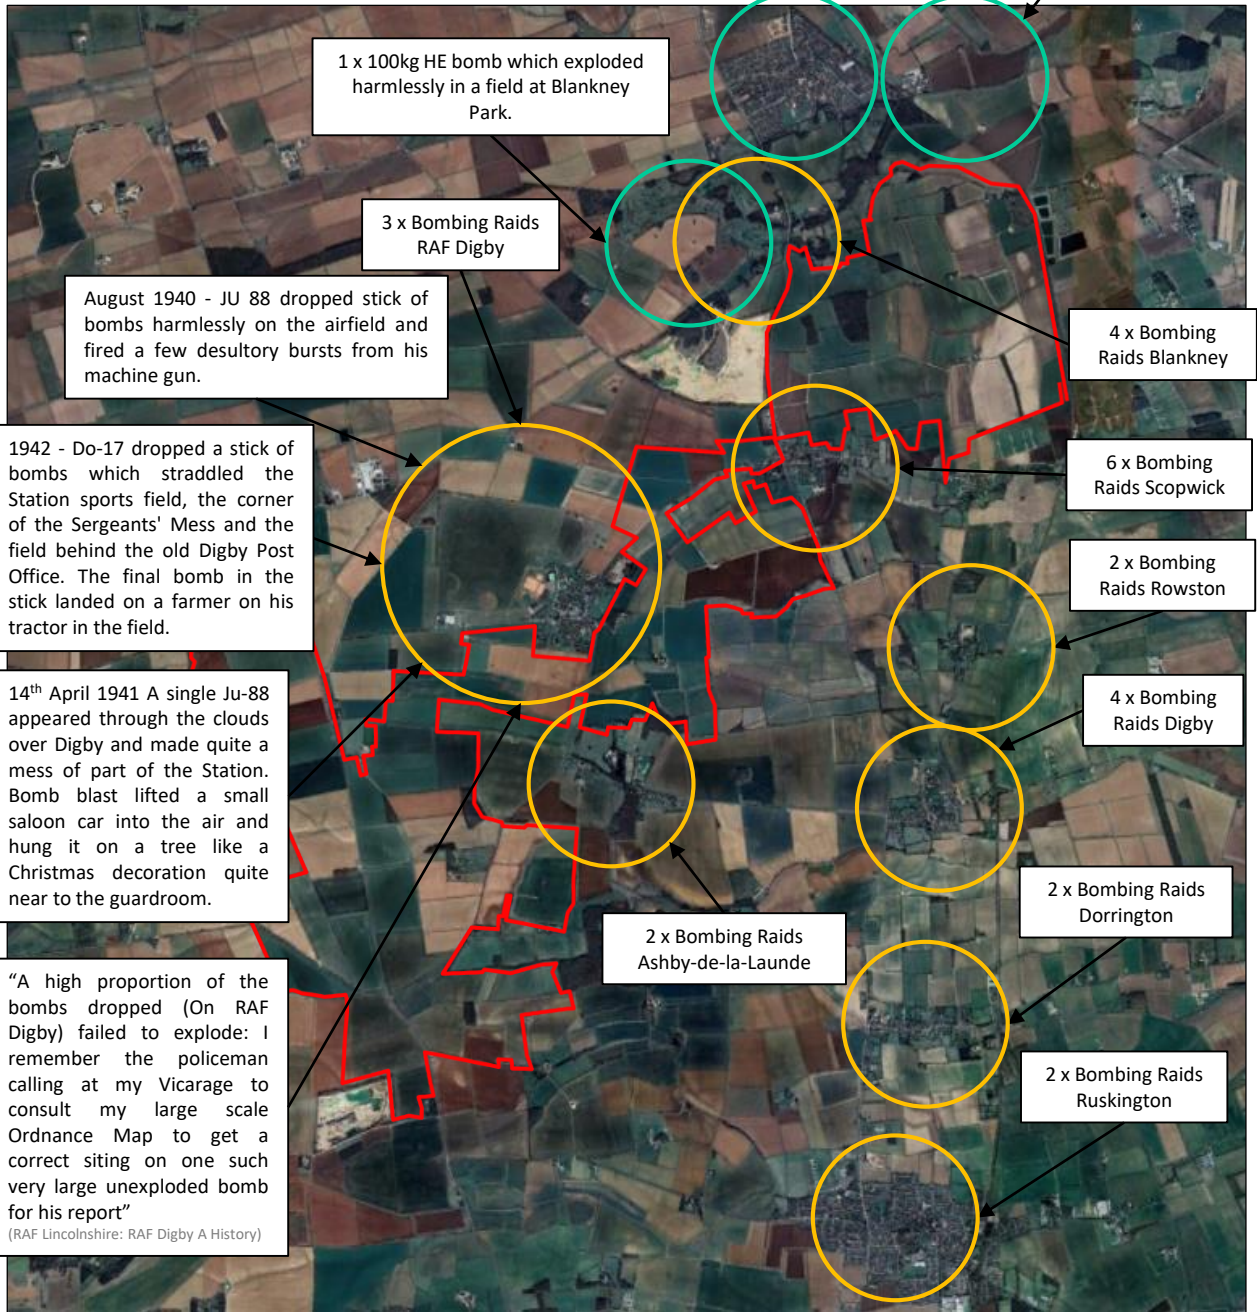 1 x 100kg HE bomb which exploded
harmlessly in a field at Blankney
Park.
3 x Bombing Raids
RAF Digby
August 1940 - JU 88 dropped stick of
bombs harmlessly on the airfield and
fired a few desultory bursts from his
machine gun.
4 x Bombing
Raids Blankney
1942 - Do-17 dropped a stick of
bombs which straddled the
Station sports field, the corner
of the Sergeants' Mess and the
field behind the old Digby Post
Office. The final bomb in the
stick landed on a farmer on his
tractor in the field.
6 x Bombing
Raids Scopwick
2 x Bombing
Raids Rowston
14th April 1941 A single Ju-88
appeared through the clouds
over Digby and made quite a
mess of part of the Station.
Bomb blast lifted a small
saloon car into the air and
hung it on a tree like a
Christmas decoration quite
near to the guardroom.
4 x Bombing
Raids Digby
2 x Bombing Raids
Dorrington
2 x Bombing Raids
Ashby-de-la-Launde
"A high proportion of the
bombs dropped (On RAF
Digby) failed to explode: I
remember the policeman
calling at my Vicarage to
consult my large scale
Ordnance Map to get a
correct siting on one such
very large unexploded bomb
for his report"
(RAF Lincolnshire: RAF Digby A History)
2 x Bombing Raids
Ruskington